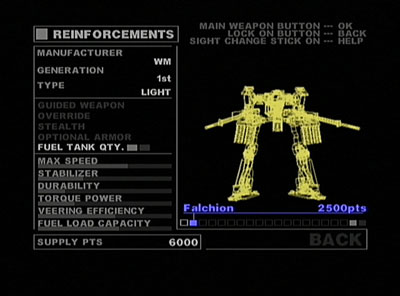 REINFORCEMENTS
MAIN WEAPON BUTTON --- OK
LOCK ON BUTTON --- BACK
SIGHT CHANGE STICK ON --- HELP
MANUFACTURER
WM
GENERATION
1st
TYPE
LIGHT
GUIDED WEAPON
OVERRIDE
STEALTH
OPTIONAL ARMOR
FUEL TANK QTY.
MAX SPEED
STABILIZER
DURABILITY
TORQUE POWER
VEERING EFFICIENCY
FUEL LOAD CAPACITY
Falchion 2500pts
SUPPLY PTS 6000
BACK